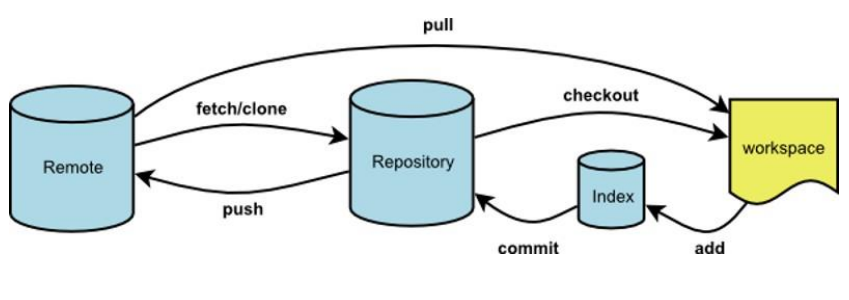 pull
fetch/clone
checkout
Remote
Repository
workspace
Index
push
commit
add